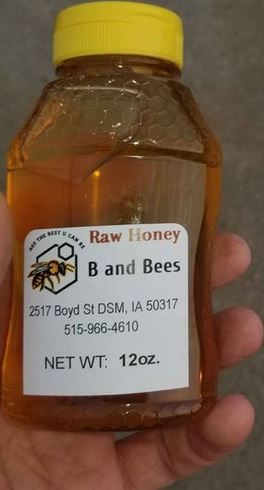 BEE THE BEST U CAN BE
Raw Honey
B and Bees
2517 Boyd St DSM, IA 50317
515-966-4610
NET WT: 12oz.